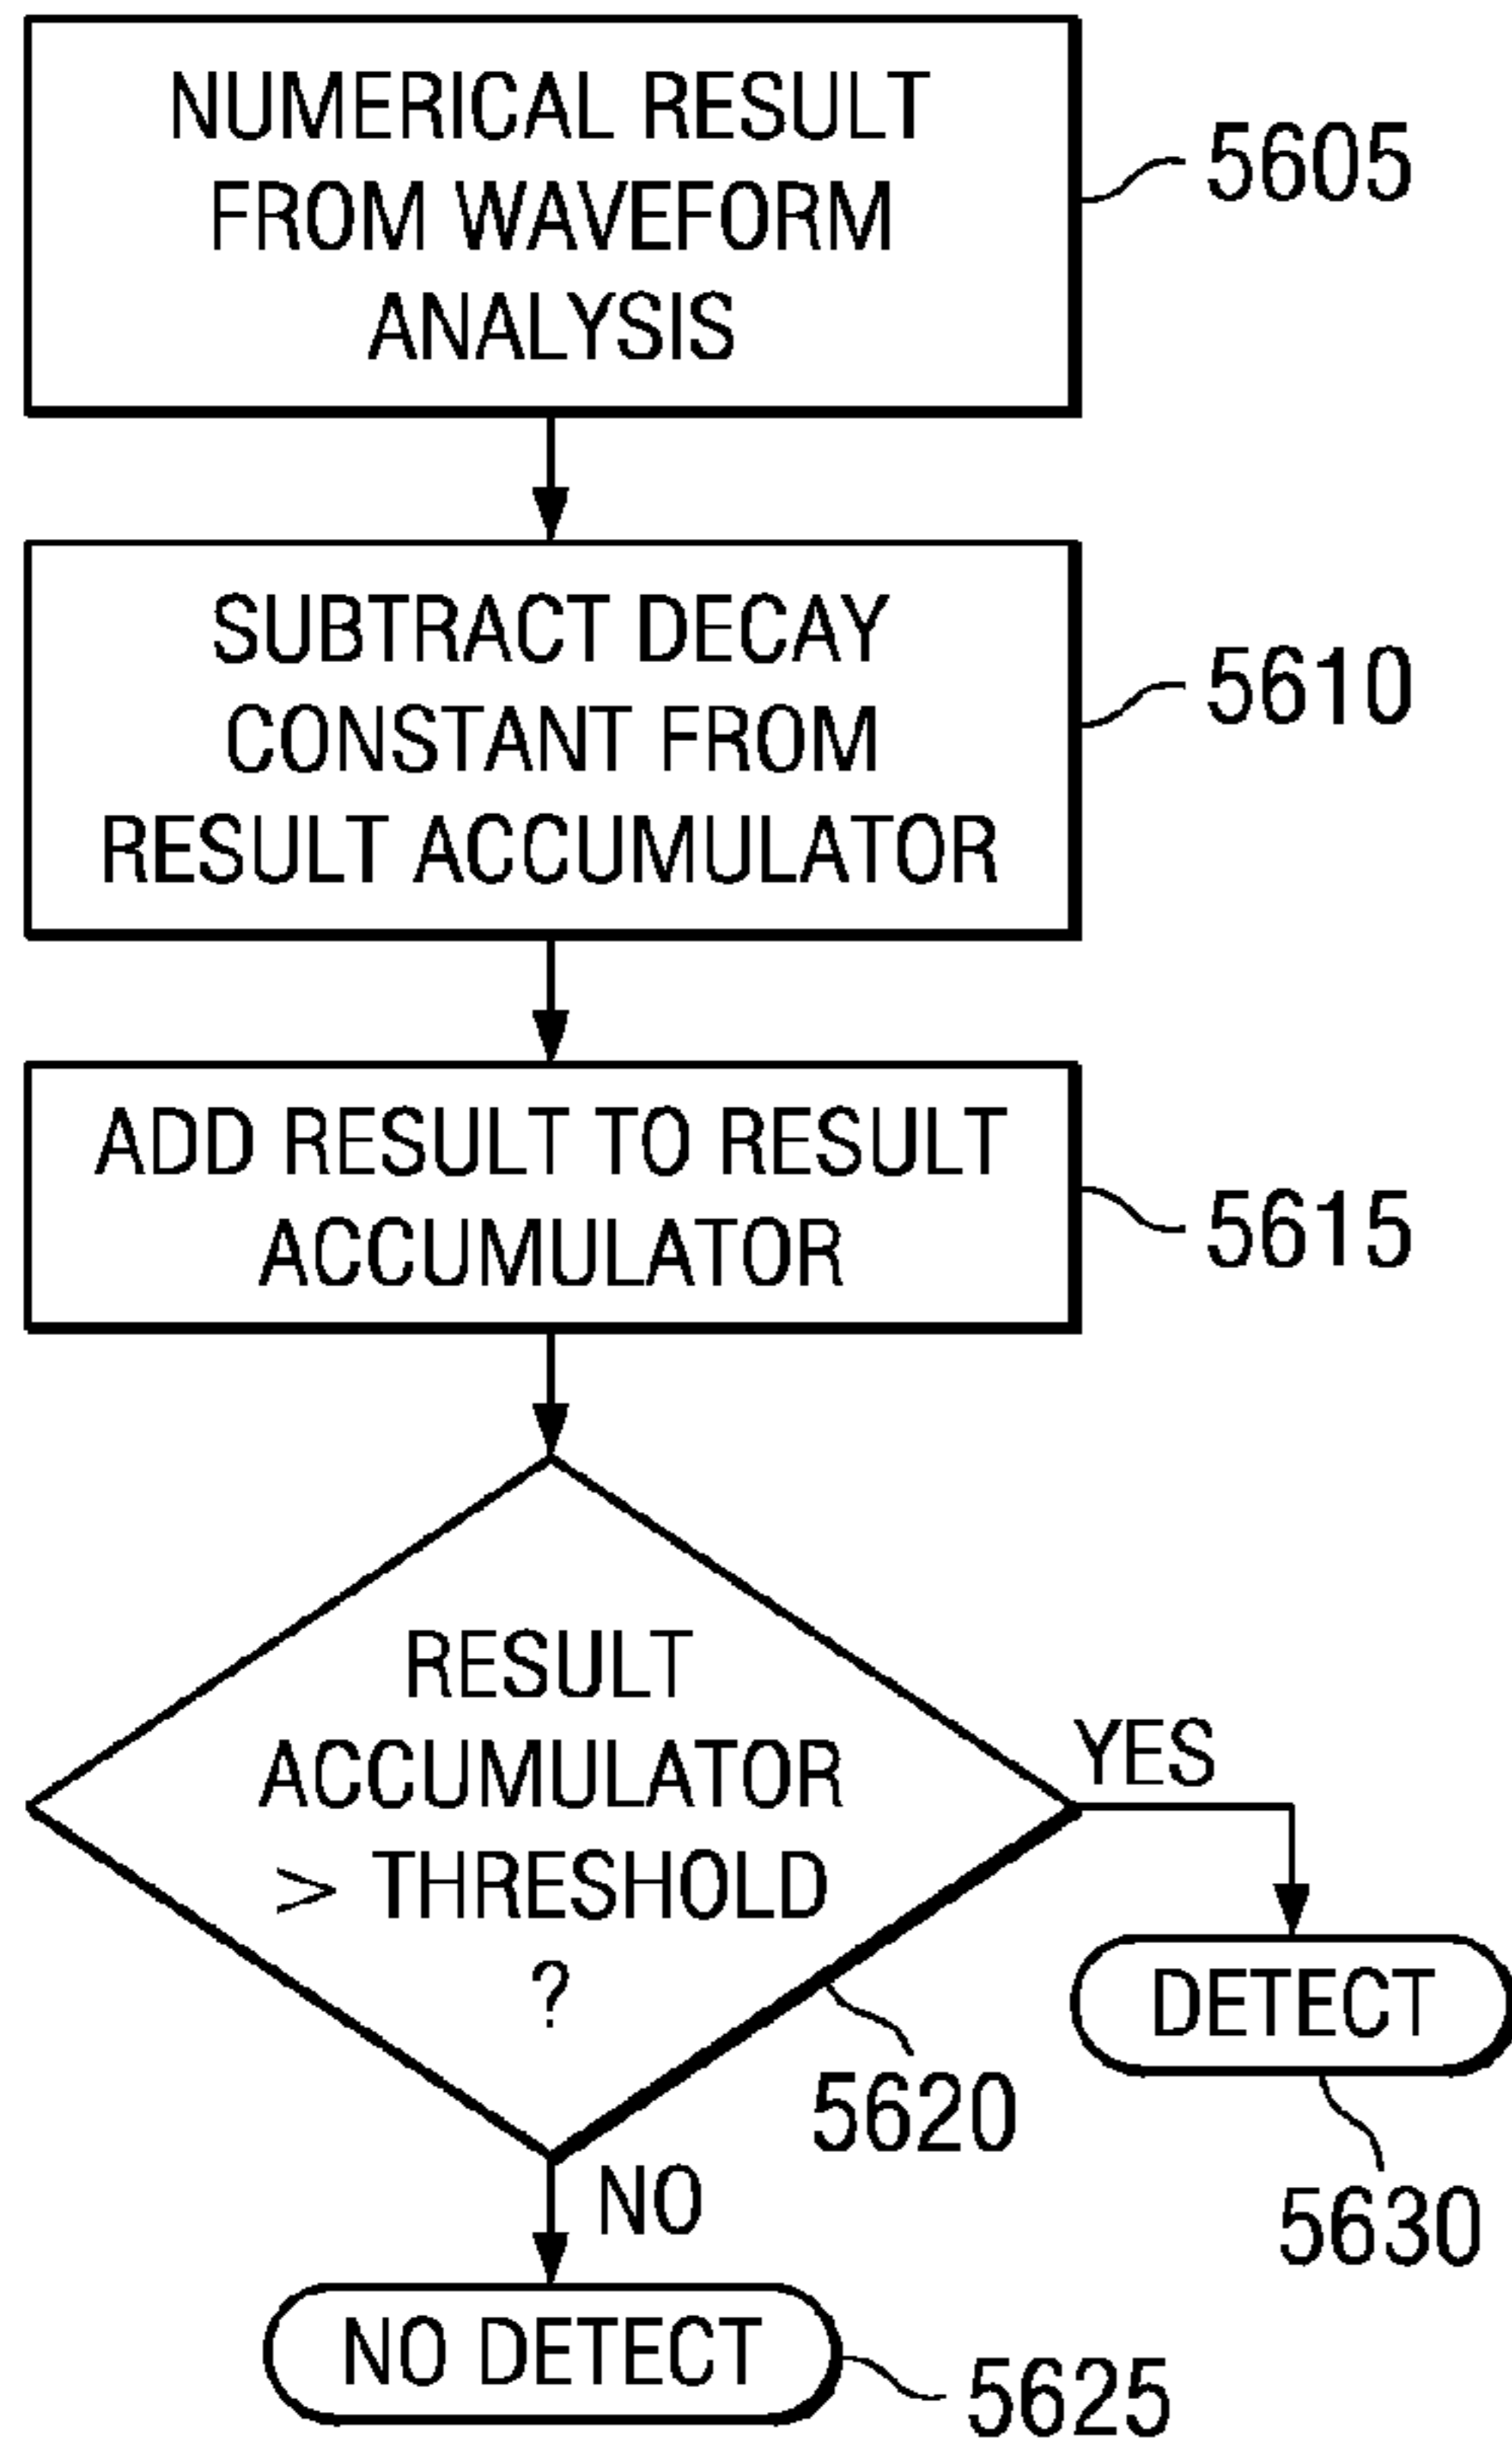 NUMERICAL RESULT
FROM WAVEFORM
ANALYSIS
5605
SUBTRACT DECAY
CONSTANT FROM
RESULT ACCUMULATOR
5610
ADD RESULT TO RESULT
ACCUMULATOR
5615
RESULT
ACCUMULATOR
> THRESHOLD
?
5620
YES
DETECT
5630
NO
NO DETECT
5625